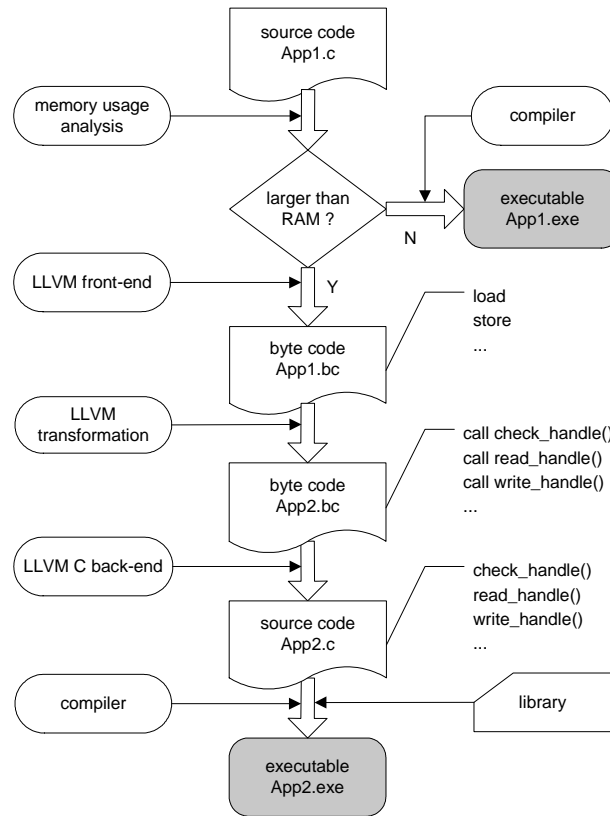 source code
App1.c
memory usage
analysis
compiler
larger than
RAM ?
N
executable
App1.exe
LLVM front-end
Y
load
store
...
byte code
App1.bc
LLVM
transformation
call check_handle()
call read_handle()
call write_handle()
...
byte code
App2.bc
LLVM C back-end
check_handle()
read_handle()
write_handle()
...
source code
App2.c
compiler
library
executable
App2.exe